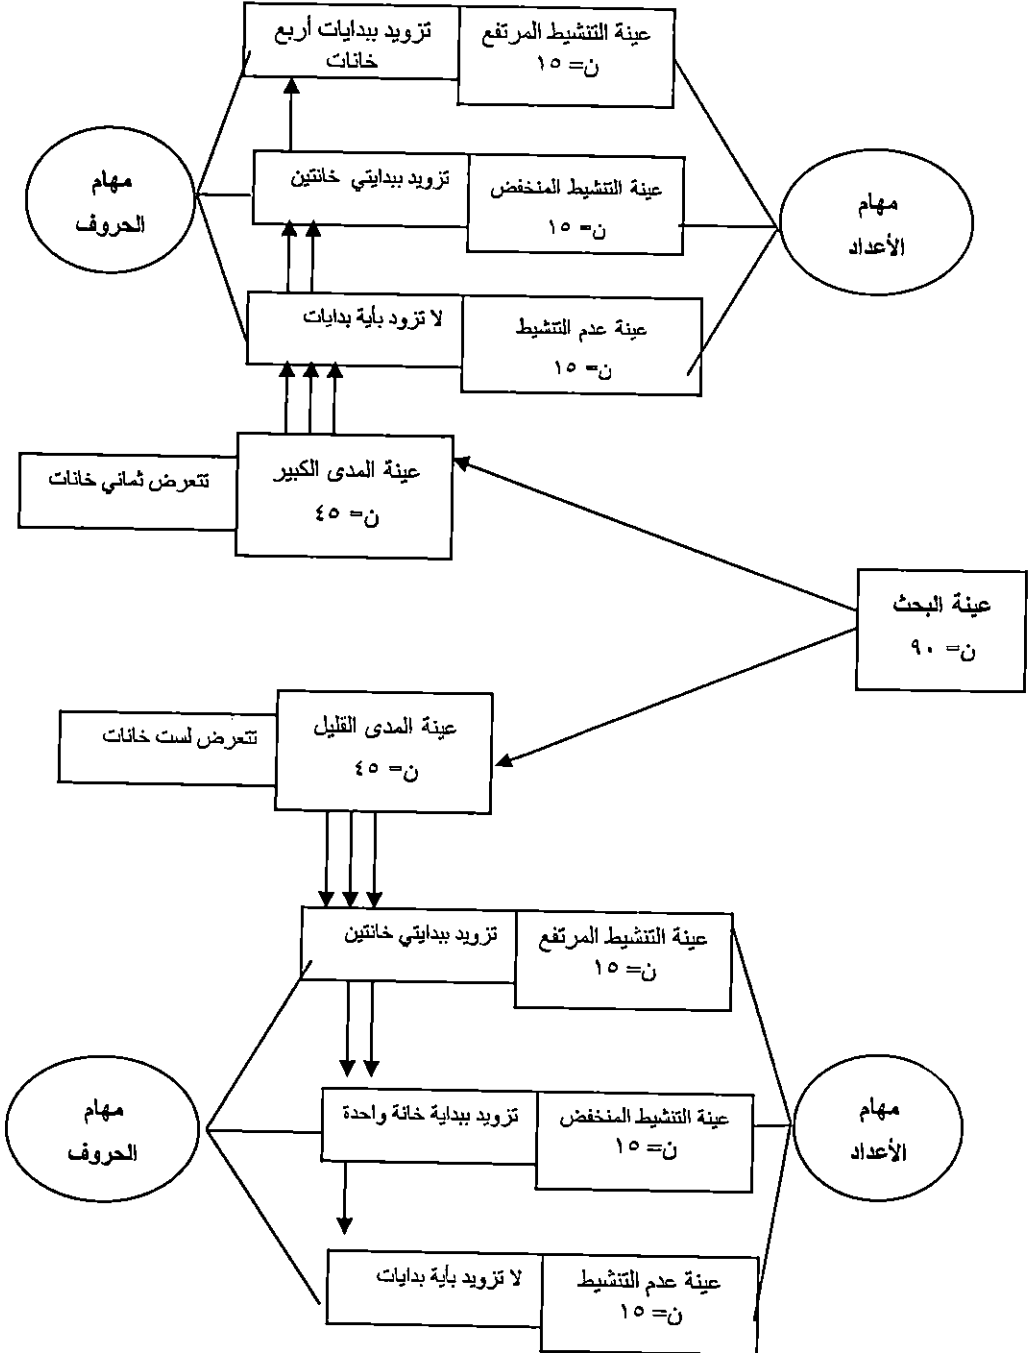 عينة التنشيط المرتفع
ن= ١٥
تزويد ببدايات أربع
خانات
مهام
الأعداد
عينة التنشيط المنخفض
ن= ١٥
تزويد ببدايتي خانتين
مهام
الحروف
عينة عدم التنشيط
ن= ١٥
لا تزود بأية بدايات
عينة المدى الكبير
ن= ٤٥
تتعرض ثماني خانات
عينة البحث
ن= ٩٠
عينة المدى القليل
ن= ٤٥
تتعرض لست خانات
عينة التنشيط المرتفع
ن= ١٥
تزويد ببدايتي خانتين
مهام
الأعداد
عينة التنشيط المنخفض
ن= ١٥
تزويد ببداية خانة واحدة
مهام
الحروف
عينة عدم التنشيط
ن= ١٥
لا تزويد بأية بدايات